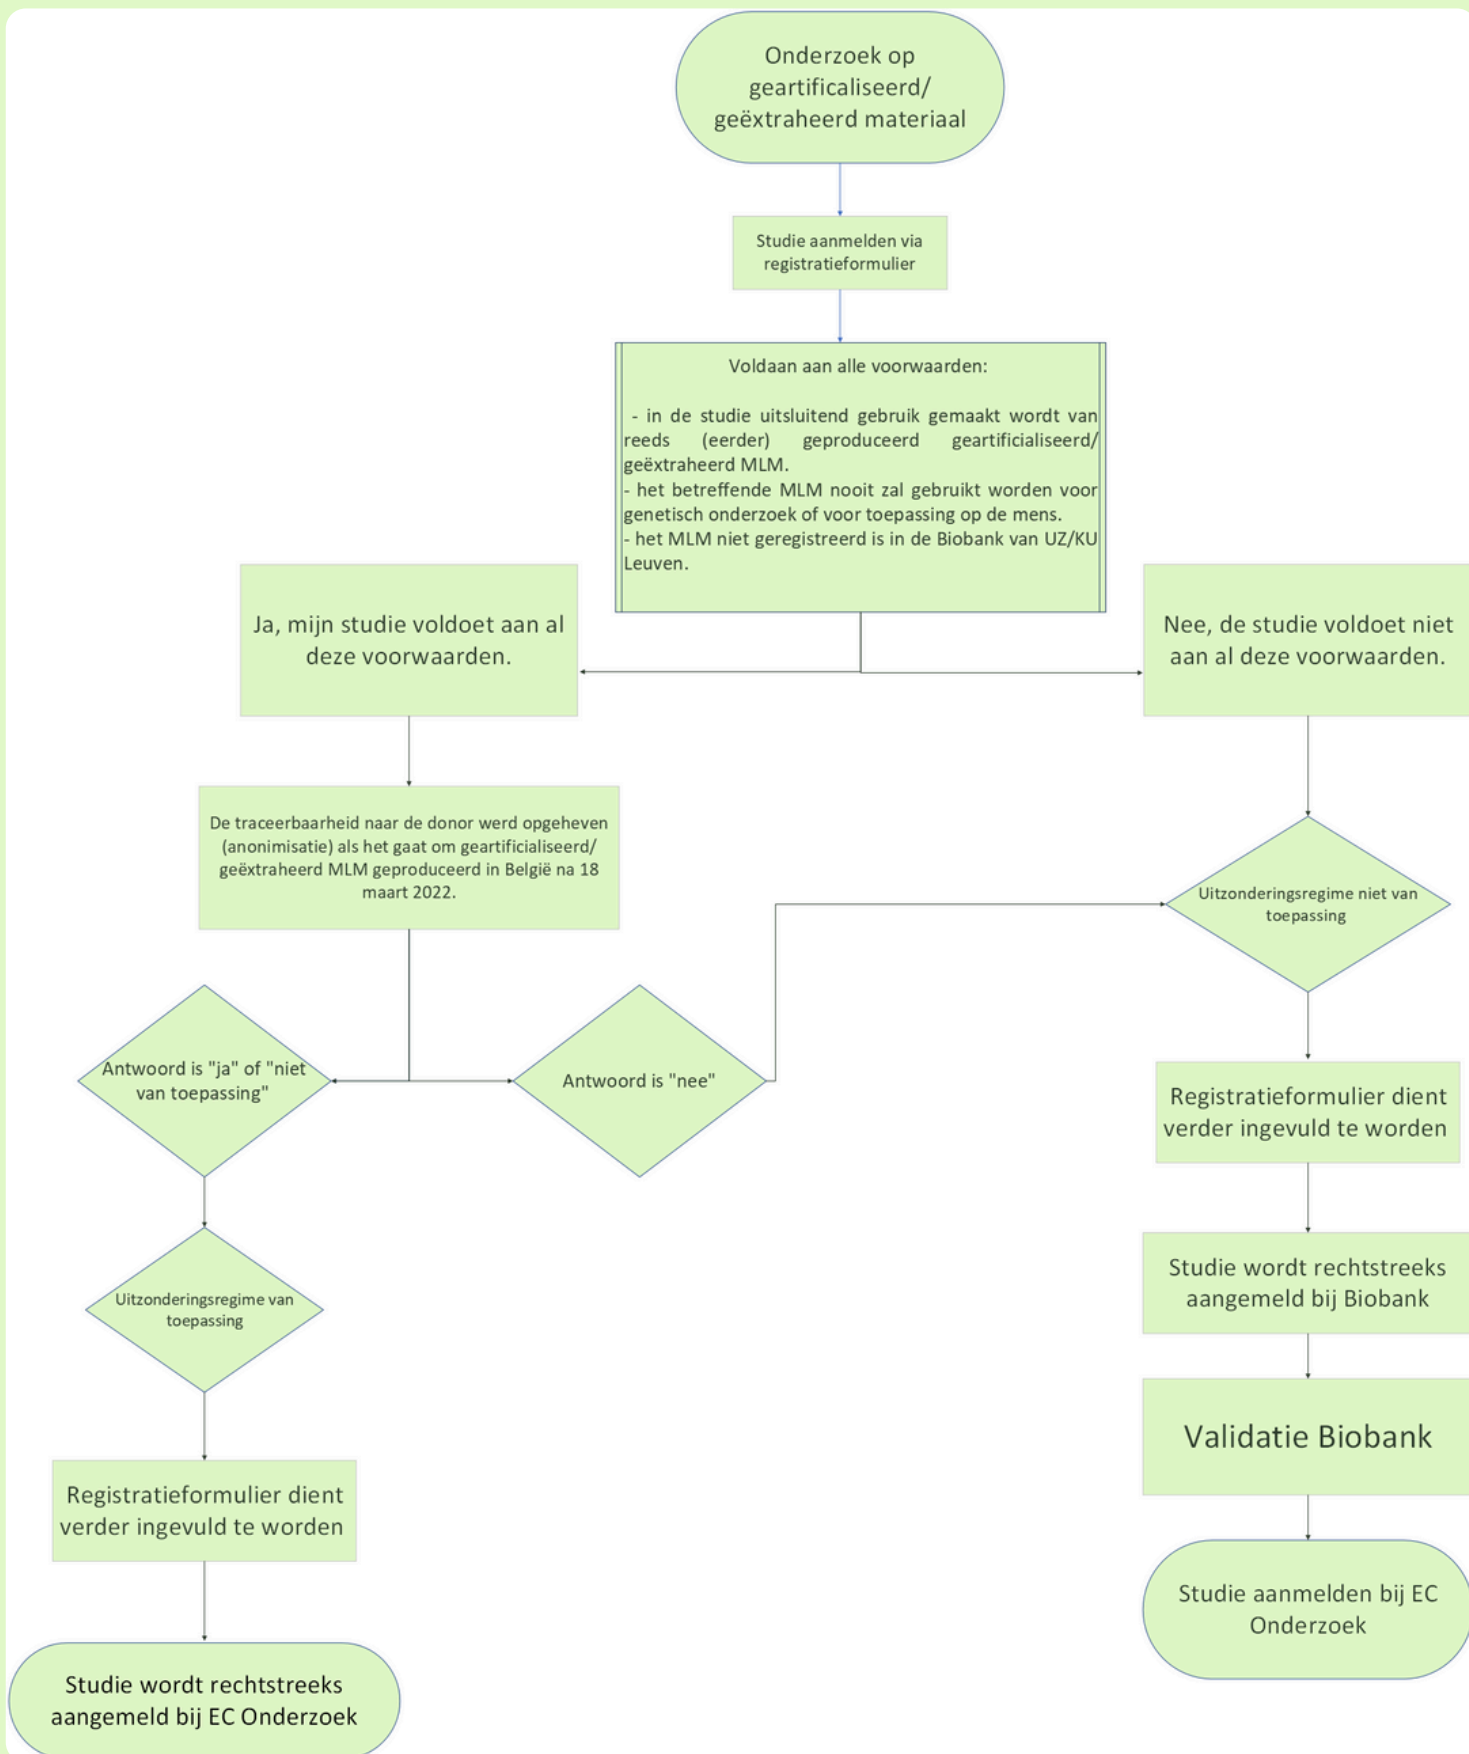 Onderzoek op
geartificaliseerd/
geëxtraheerd materiaal
Studie aanmelden via
registratieformulier
Voldaan aan alle voorwaarden:
- in de studie uitsluitend gebruik gemaakt wordt van
reeds (eerder) geproduceerd geartificialiseerd/
geëxtraheerd MLM.
- het betreffende MLM nooit zal gebruikt worden voor
genetisch onderzoek of voor toepassing op de mens.
- het MLM niet geregistreerd is in de Biobank van UZ/KU
Leuven.
Ja, mijn studie voldoet aan al
deze voorwaarden.
Nee, de studie voldoet niet
aan al deze voorwaarden.
De traceerbaarheid naar de donor werd opgeheven
(anonimisatie) als het gaat om geartificialiseerd/
geëxtraheerd MLM geproduceerd in België na 18
maart 2022.
Uitzonderingsregime niet van
toepassing
Antwoord is "ja" of "niet
van toepassing"
Antwoord is "nee"
Registratieformulier dient
verder ingevuld te worden
Studie wordt rechtstreeks
aangemeld bij Biobank
Uitzonderingsregime van
toepassing
Validatie Biobank
Registratieformulier dient
verder ingevuld te worden
Studie aanmelden bij EC
Onderzoek
Studie wordt rechtstreeks
aangemeld bij EC Onderzoek